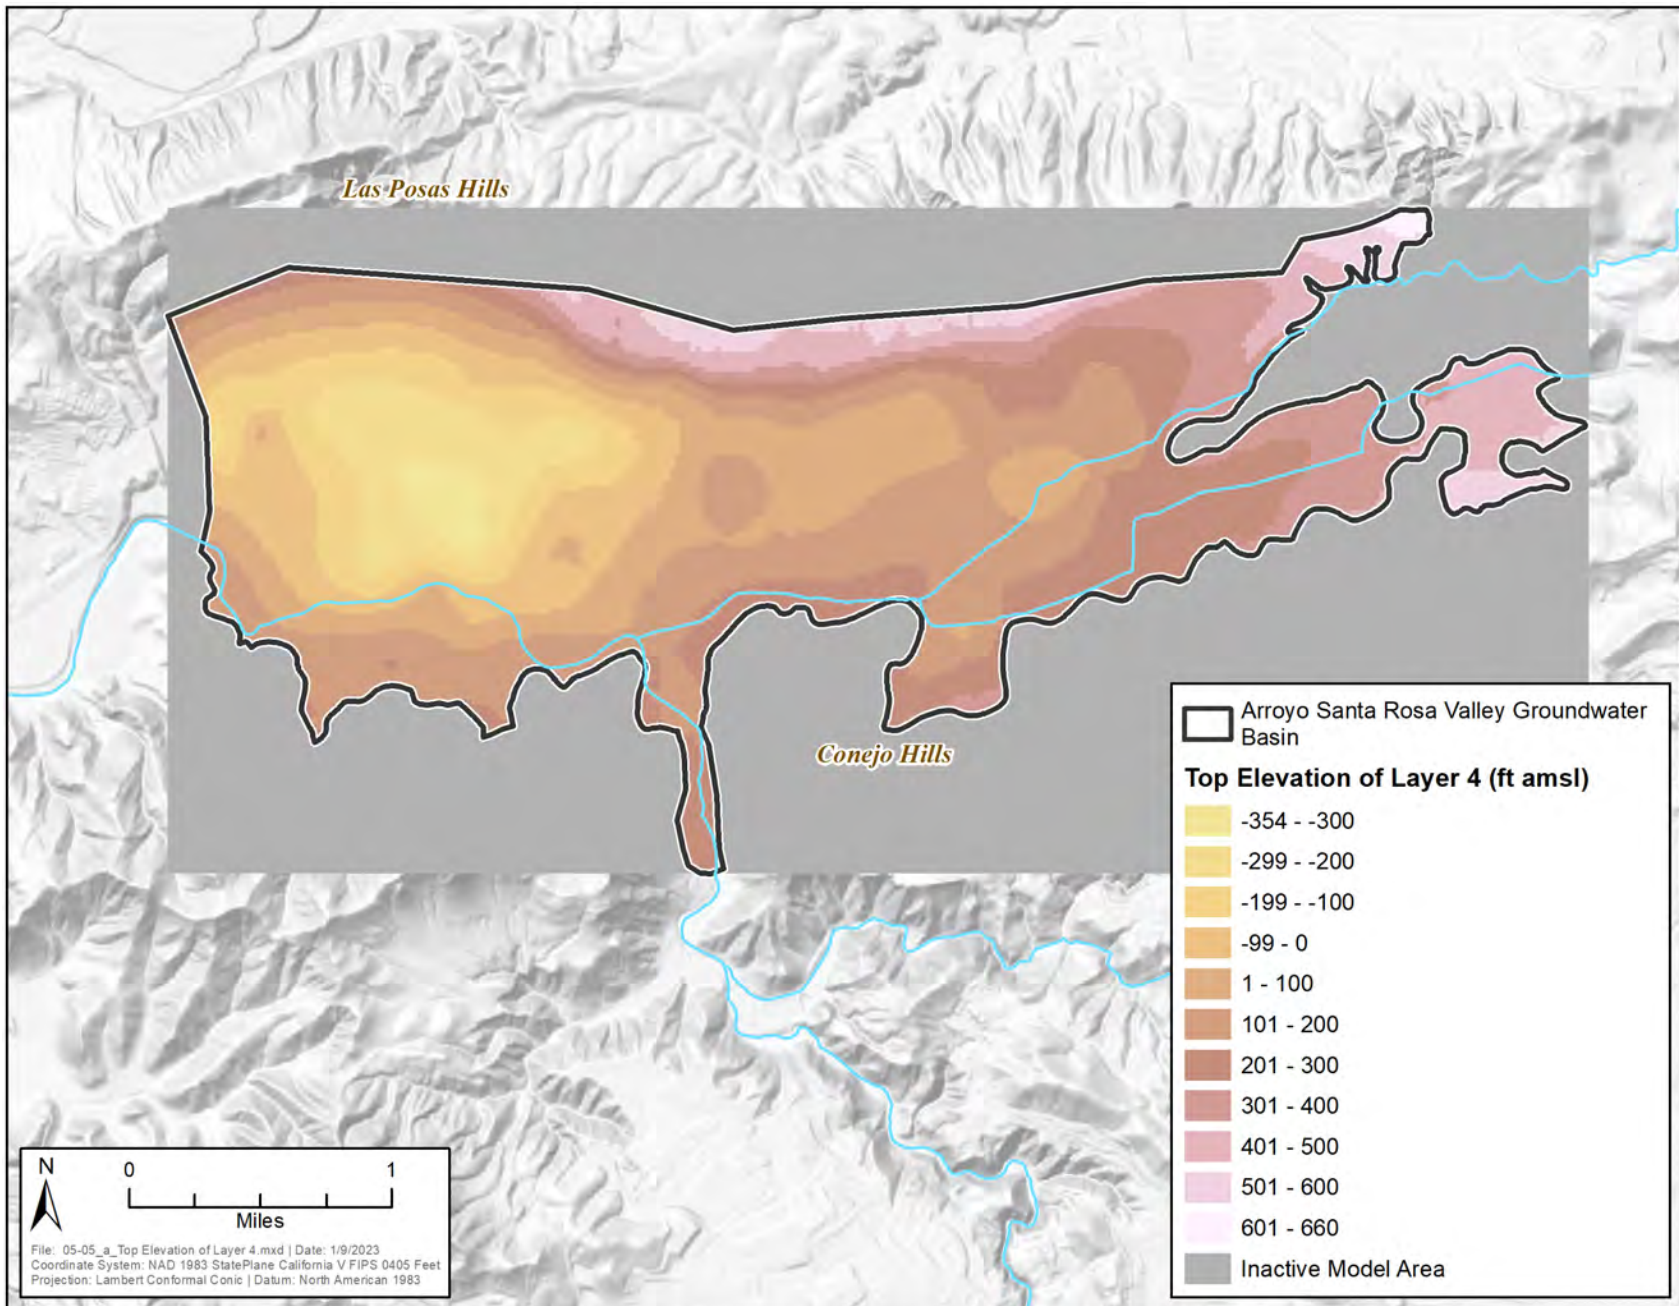 Las Posas Hills
Conejo Hills
Arroyo Santa Rosa Valley Groundwater
Basin
Top Elevation of Layer 4 (ft amsl)
-354 - -300
-299 - -200
-199 - -100
-99 - 0
1 - 100
101 - 200
201 - 300
301 - 400
401 - 500
501 - 600
601 - 660
Inactive Model Area
N
0 1
Miles
File: 05-05_a_Top Elevation of Layer 4.mxd | Date: 1/9/2023
Coordinate System: NAD 1983 StatePlane California V FIPS 0405 Feet
Projection: Lambert Conformal Conic | Datum: North American 1983